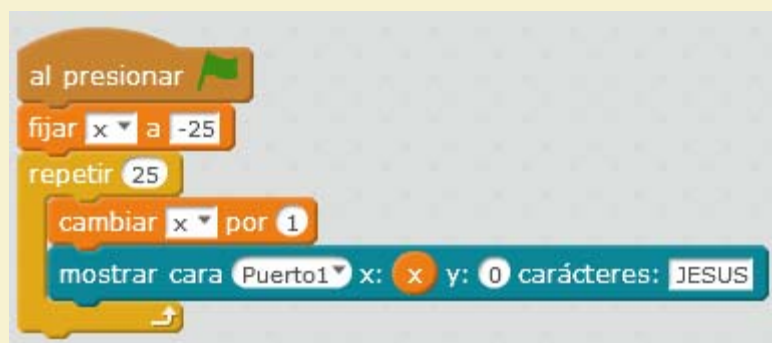 al presionar
fijar x a -25
repetir 25
cambiar x por 1
mostrar cara Puerto1 x: x y: 0 carácteres: JESUS